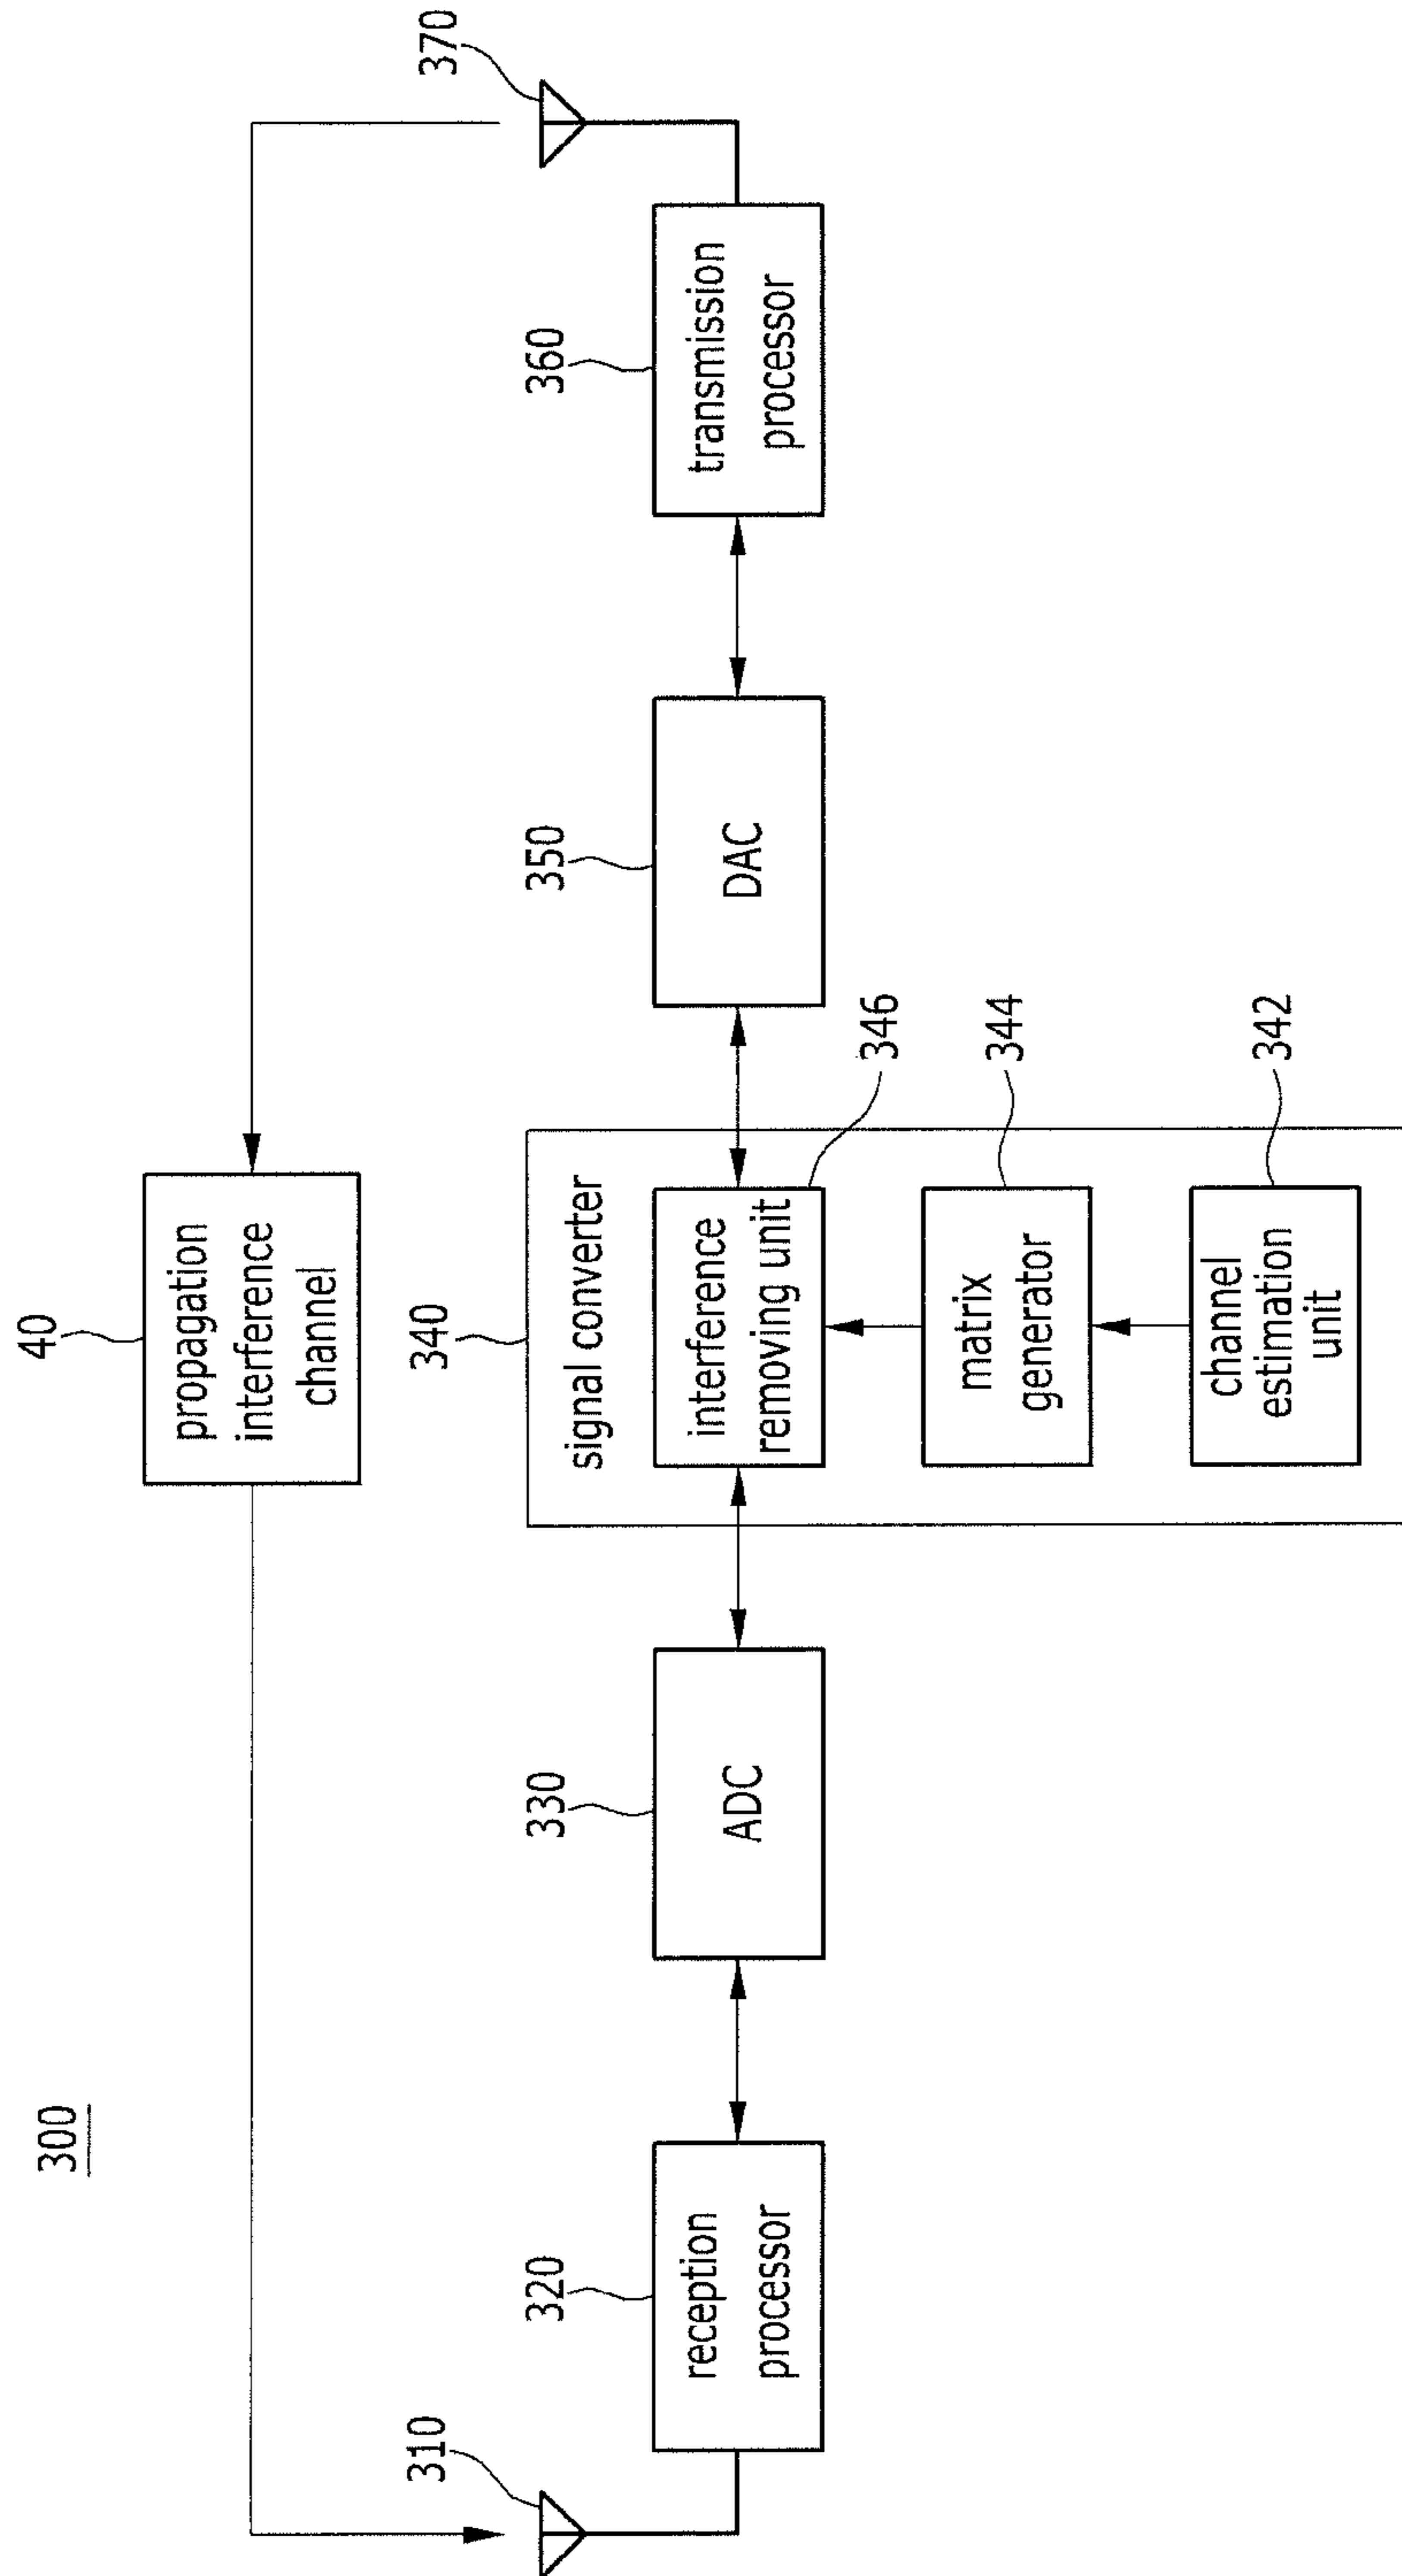 300
40
propagation
interference
channel
310
370
320
reception
processor
330
ADC
340
signal converter
interference
removing unit
346
matrix
generator
344
channel
estimation
unit
342
350
DAC
360
transmission
processor